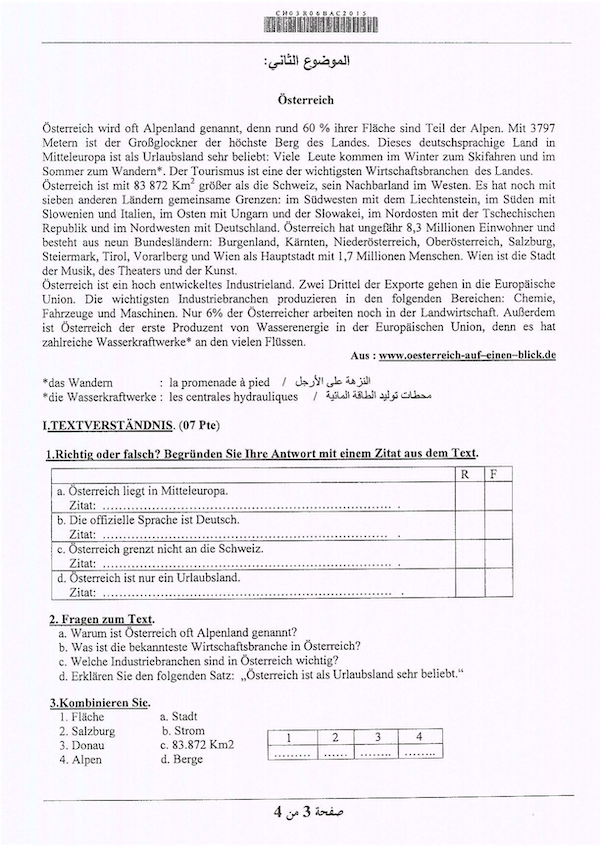 CH03R06BAC2015
الموضوع الثاني:
Österreich
Österreich wird oft Alpenland genannt, denn rund 60 % ihrer Fläche sind Teil der Alpen. Mit 3797
Metern ist der Großglockner der höchste Berg des Landes. Dieses deutschsprachige Land in
Mitteleuropa ist als Urlaubsland sehr beliebt: Viele Leute kommen im Winter zum Skifahren und im
Sommer zum Wandern*. Der Tourismus ist eine der wichtigsten Wirtschaftsbranchen des Landes.
Österreich ist mit 83 872 Km² größer als die Schweiz, sein Nachbarland im Westen. Es hat noch mit
sieben anderen Ländern gemeinsame Grenzen: im Südwesten mit dem Liechtenstein, im Süden mit
Slowenien und Italien, im Osten mit Ungarn und der Slowakei, im Nordosten mit der Tschechischen
Republik und im Nordwesten mit Deutschland. Österreich hat ungefähr 8,3 Millionen Einwohner und
besteht aus neun Bundesländern: Burgenland, Kärnten, Niederösterreich, Oberösterreich, Salzburg,
Steiermark, Tirol, Vorarlberg und Wien als Hauptstadt mit 1,7 Millionen Menschen. Wien ist die Stadt
der Musik, des Theaters und der Kunst.
Österreich ist ein hoch entwickeltes Industrieland. Zwei Drittel der Exporte gehen in die Europäische
Union. Die wichtigsten Industriebranchen produzieren in den folgenden Bereichen: Chemie,
Fahrzeuge und Maschinen. Nur 6% der Österreicher arbeiten noch in der Landwirtschaft. Außerdem
ist Österreich der erste Produzent von Wasserenergie in der Europäischen Union, denn es hat
zahlreiche Wasserkraftwerke* an den vielen Flüssen.
Aus : www.oesterreich-auf–einen–blick.de
*das Wandern : la promenade à pied / النزهة على الأرجل
*die Wasserkraftwerke : les centrales hydrauliques / محطات توليد الطاقة المائية
I.TEXTVERSTÄNDNIS. (07 Pte)
1.Richtig oder falsch? Begründen Sie Ihre Antwort mit einem Zitat aus dem Text.
R F
a. Österreich liegt in Mitteleuropa.
Zitat: ……………………………………………………… .
b. Die offizielle Sprache ist Deutsch.
Zitat: ……………………………………………………… .
c. Österreich grenzt nicht an die Schweiz.
Zitat: ……………………………………………………… .
d. Österreich ist nur ein Urlaubsland.
Zitat: ……………………………………………………… .
2. Fragen zum Text.
a. Warum ist Österreich oft Alpenland genannt?
b. Was ist die bekannteste Wirtschaftsbranche in Österreich?
c. Welche Industriebranchen sind in Österreich wichtig?
d. Erklären Sie den folgenden Satz: „Österreich ist als Urlaubsland sehr beliebt.“
3.Kombinieren Sie.
1. Fläche a. Stadt
2. Salzburg b. Strom
3. Donau c. 83.872 Km2
4. Alpen d. Berge
1 2 3 4
……… …… …… ………
صفحة 3 من 4